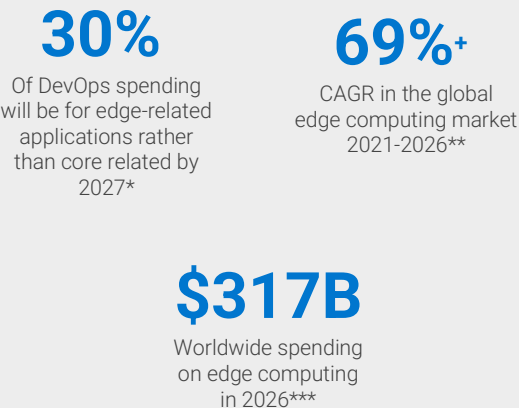 30%
Of DevOps spending
will be for edge-related
applications rather
than core related by
2027*
69%+
CAGR in the global
edge computing market
2021-2026**
$317B
Worldwide spending
on edge computing
in 2026***